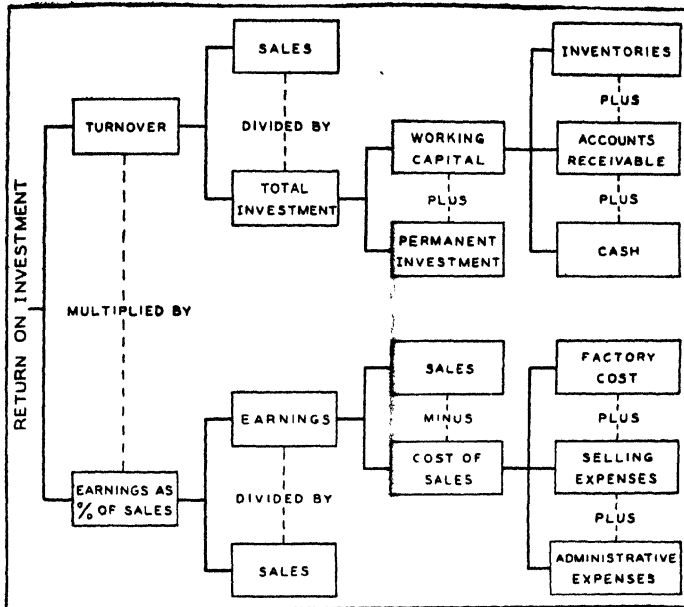 RETURN ON INVESTMENT
TURNOVER
MULTIPLIED BY
EARNINGS AS
% OF SALES
SALES
DIVIDED BY
TOTAL
INVESTMENT
WORKING
CAPITAL
PLUS
PERMANENT
INVESTMENT
INVENTORIES
PLUS
ACCOUNTS
RECEIVABLE
PLUS
CASH
EARNINGS
DIVIDED BY
SALES
SALES
MINUS
COST OF
SALES
FACTORY
COST
PLUS
SELLING
EXPENSES
PLUS
ADMINISTRATIVE
EXPENSES